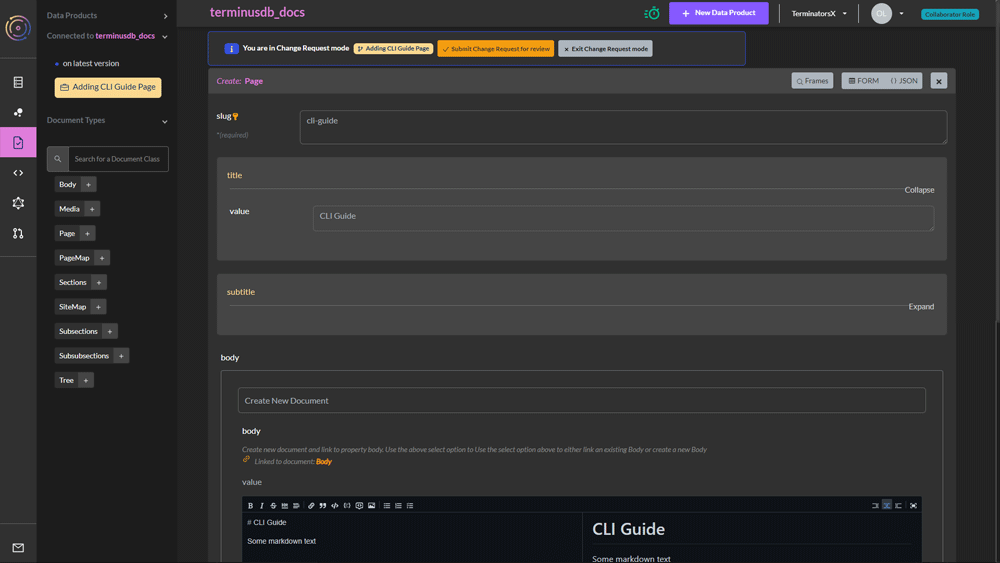 Data Products
Connected to terminusdb_docs
on latest version
Adding CLI Guide Page
Document Types
Search for a Document Class
Body +
Media +
Page +
PageMap +
Sections +
SiteMap +
Subsections +
Subsubsections +
Tree +
terminusdb_docs
+ New Data Product
TerminatorsX
OL
Collaborator Role
i You are in Change Request mode Adding CLI Guide Page ✓ Submit Change Request for review × Exit Change Request mode
Create: Page
Frames
FORM {} JSON
×
slug
*(required)
cli-guide
title
Collapse
value
CLI Guide
subtitle
Expand
body
Create New Document
body
Create new document and link to property body. Use the above select option to Use the select option above to either link an existing Body or create a new Body
Linked to document: Body
value
# CLI Guide
Some markdown text
CLI Guide
Some markdown text